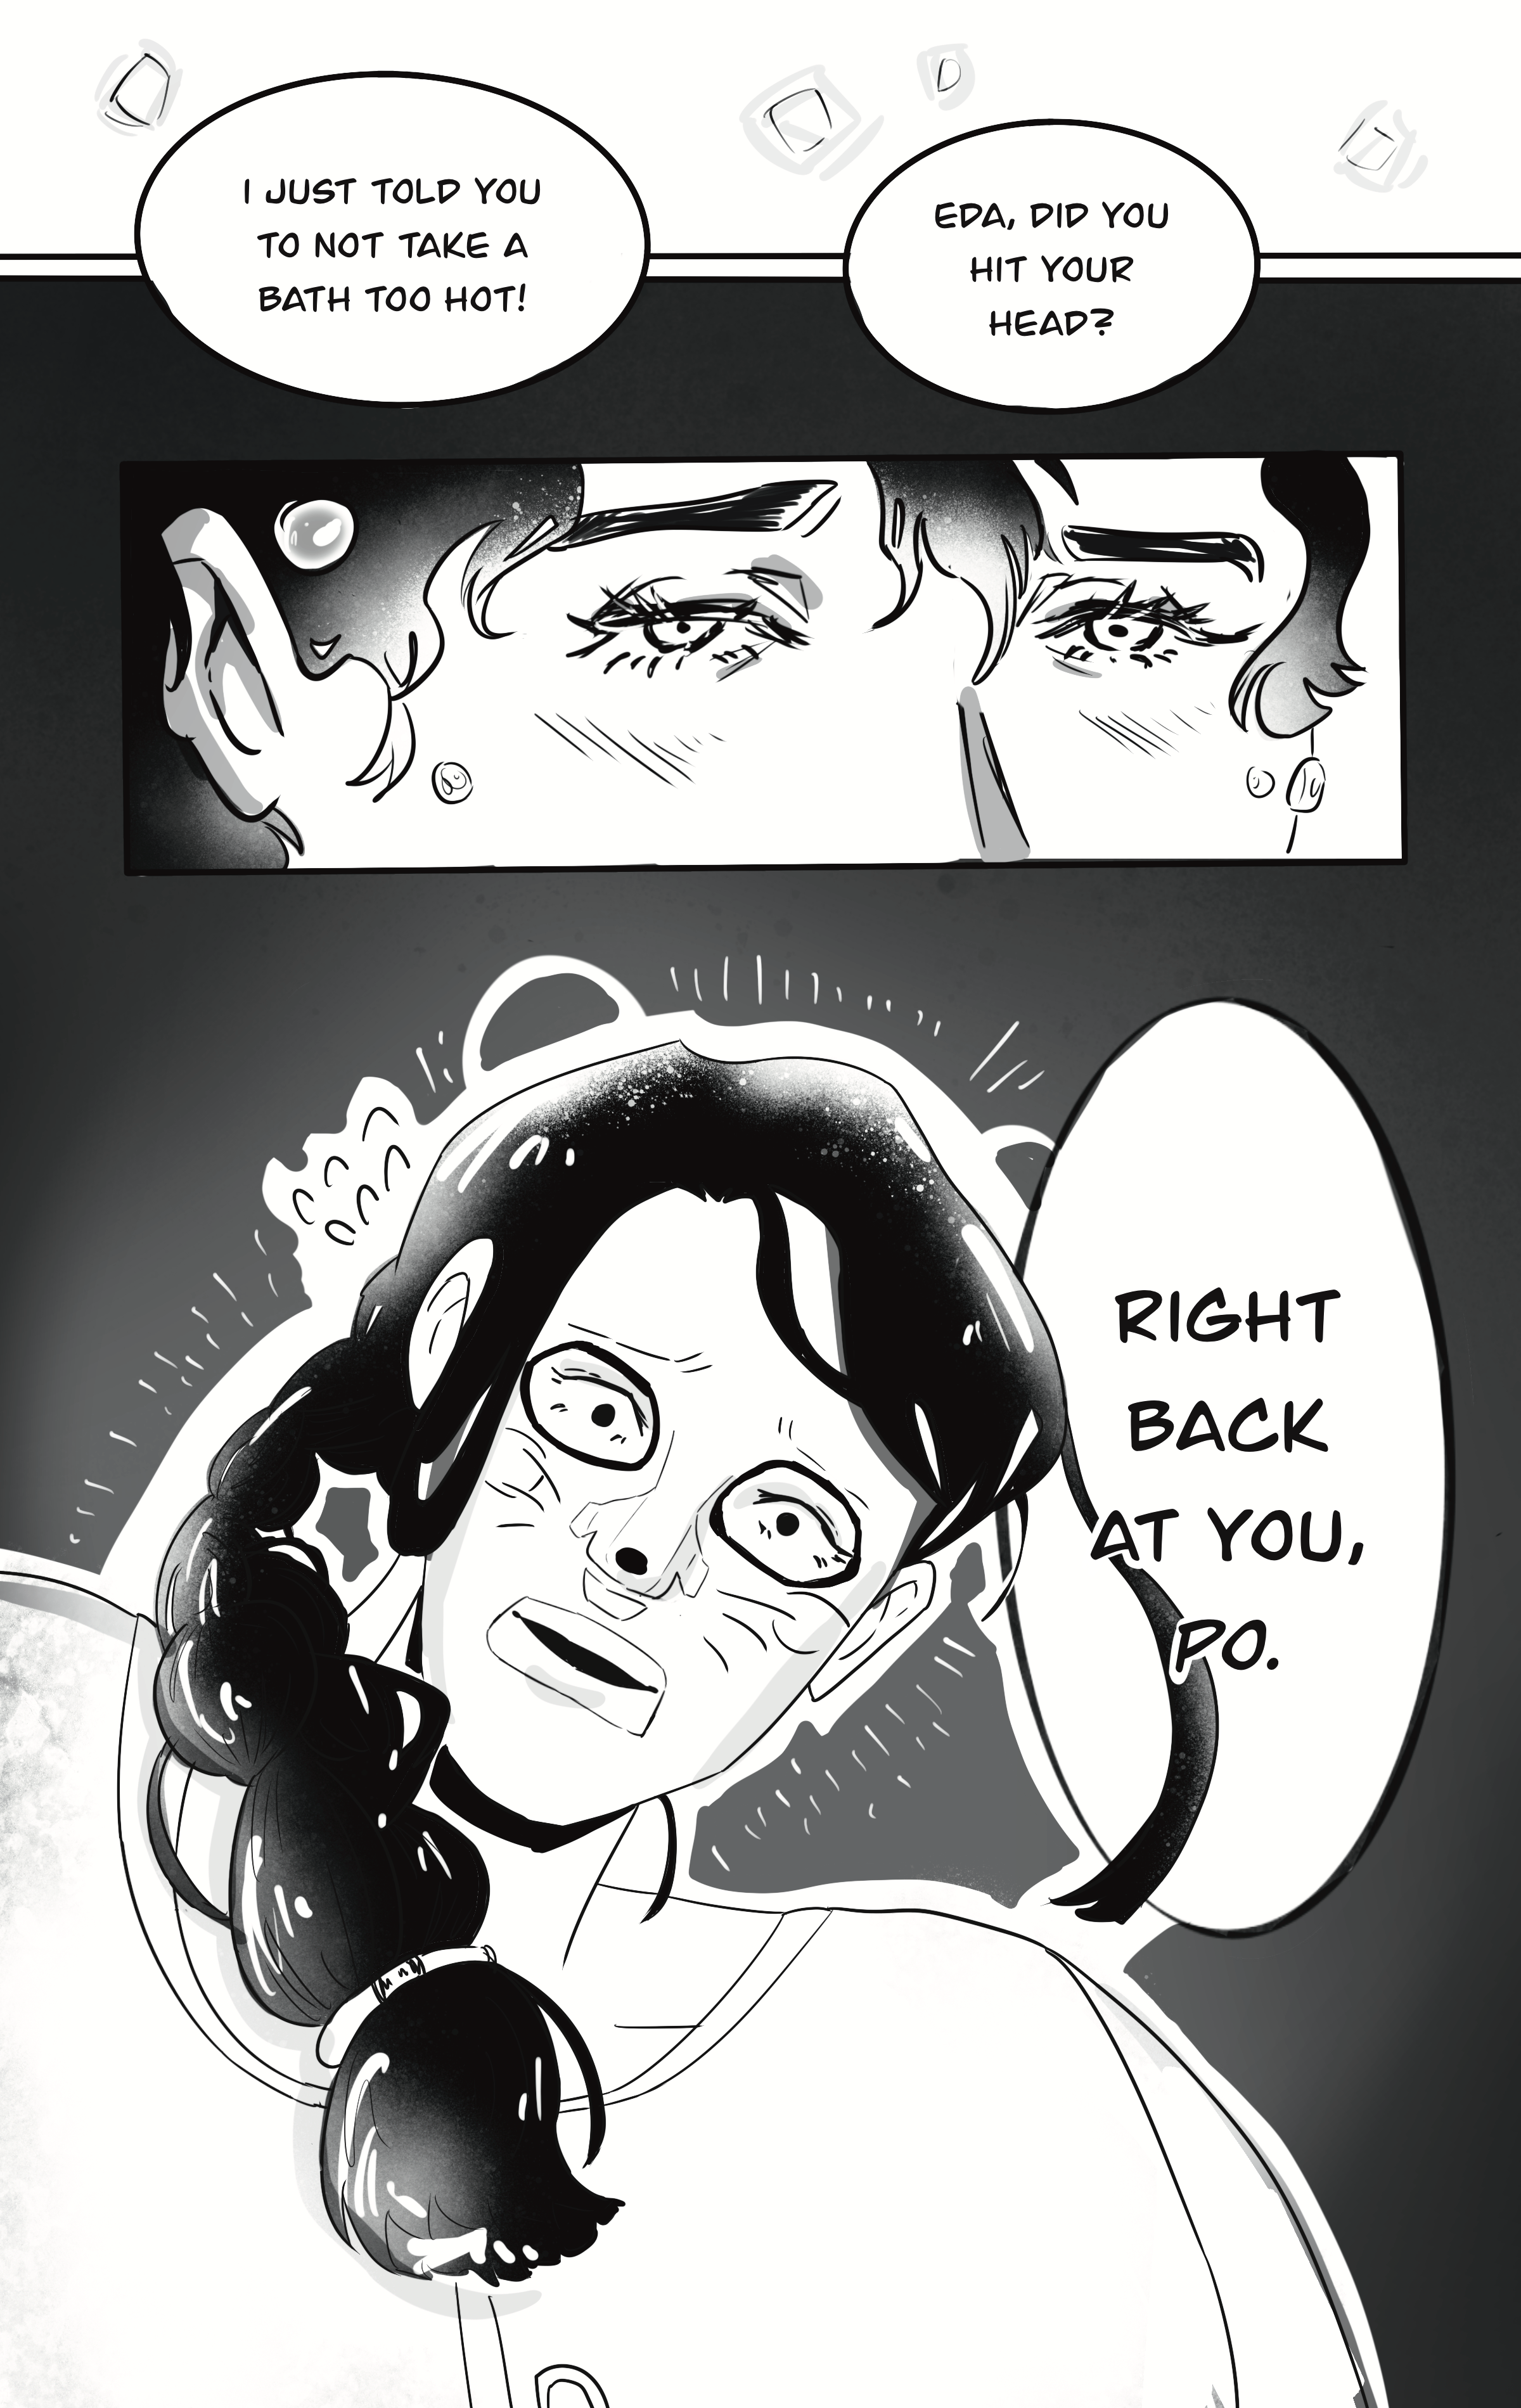 I JUST TOLD YOU
TO NOT TAKE A
BATH TOO HOT!
EDA, DID YOU
HIT YOUR
HEAD?
RIGHT
BACK
AT YOU,
PO.